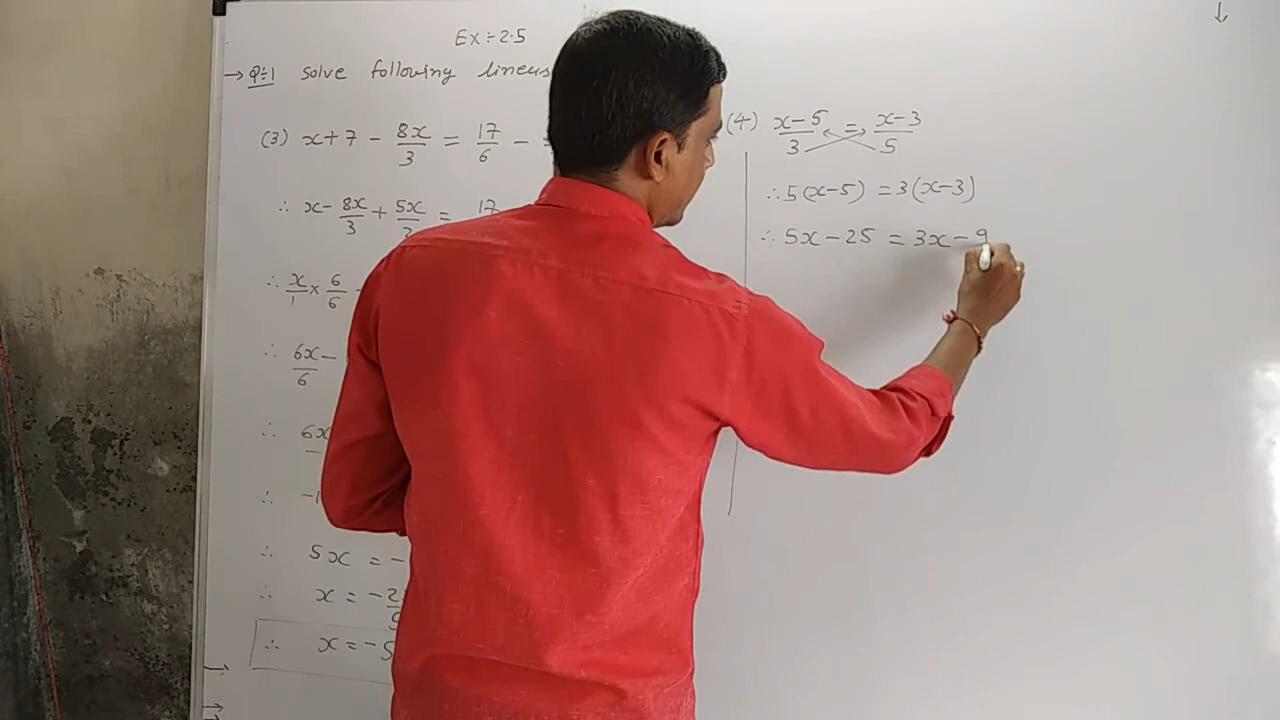 Ex ÷ 2.5
→ Q÷1 solve following
(3) x+7 - 8x/3 = 17/6 -
∴ x - 8x/3 + 5x/ = 17
∴ x/1 × 6/6
∴ 6x-/6
∴ 6x
∴ -1
∴ 5x = -
∴ x = -2
∴ x = -5
(4) x-5/3 = x-3/5
∴ 5(x-5) = 3(x-3)
∴ 5x - 25 = 3x - 9